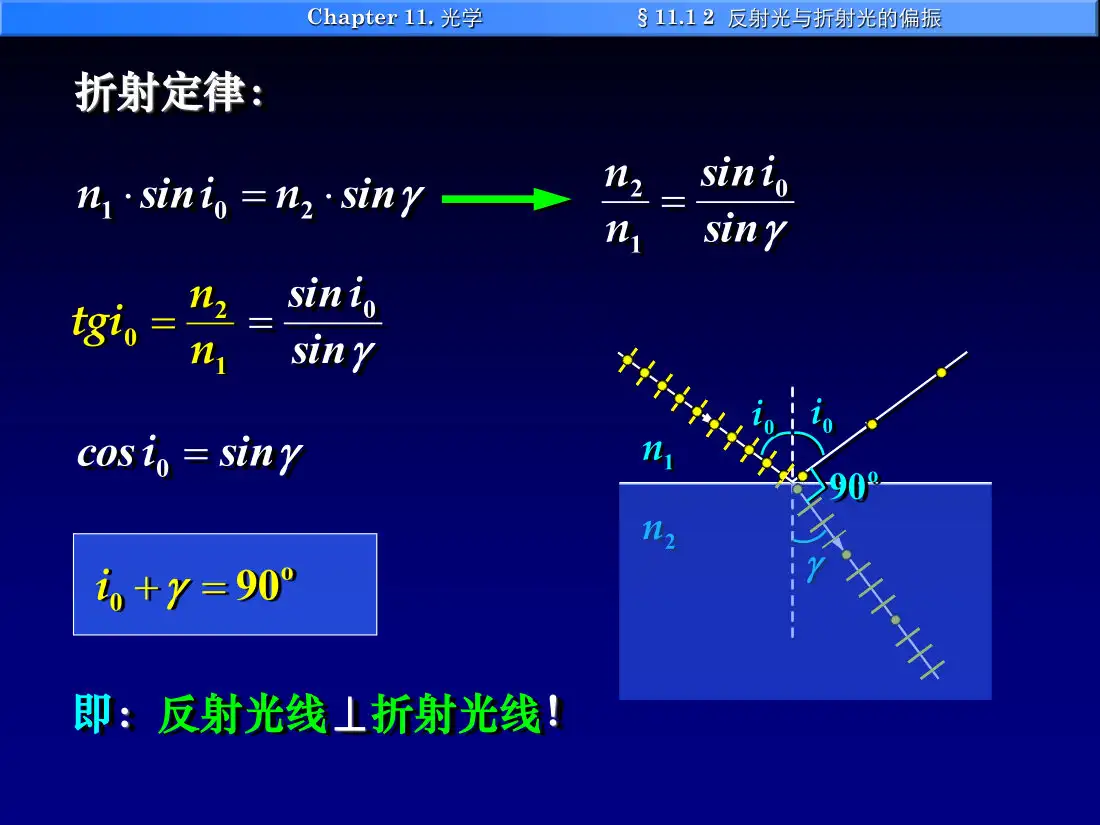 Chapter 11. 光学 § 11.1 2 反射光与折射光的偏振
折射定律：
n₁ · sin i₀ = n₂ · sin γ → n₂/n₁ = sin i₀/sin γ
tgi₀ = n₂/n₁ = sin i₀/sin γ
cos i₀ = sin γ
i₀ + γ = 90º
即：反射光线⊥折射光线！
i₀ i₀
n₁
90º
n₂
γ